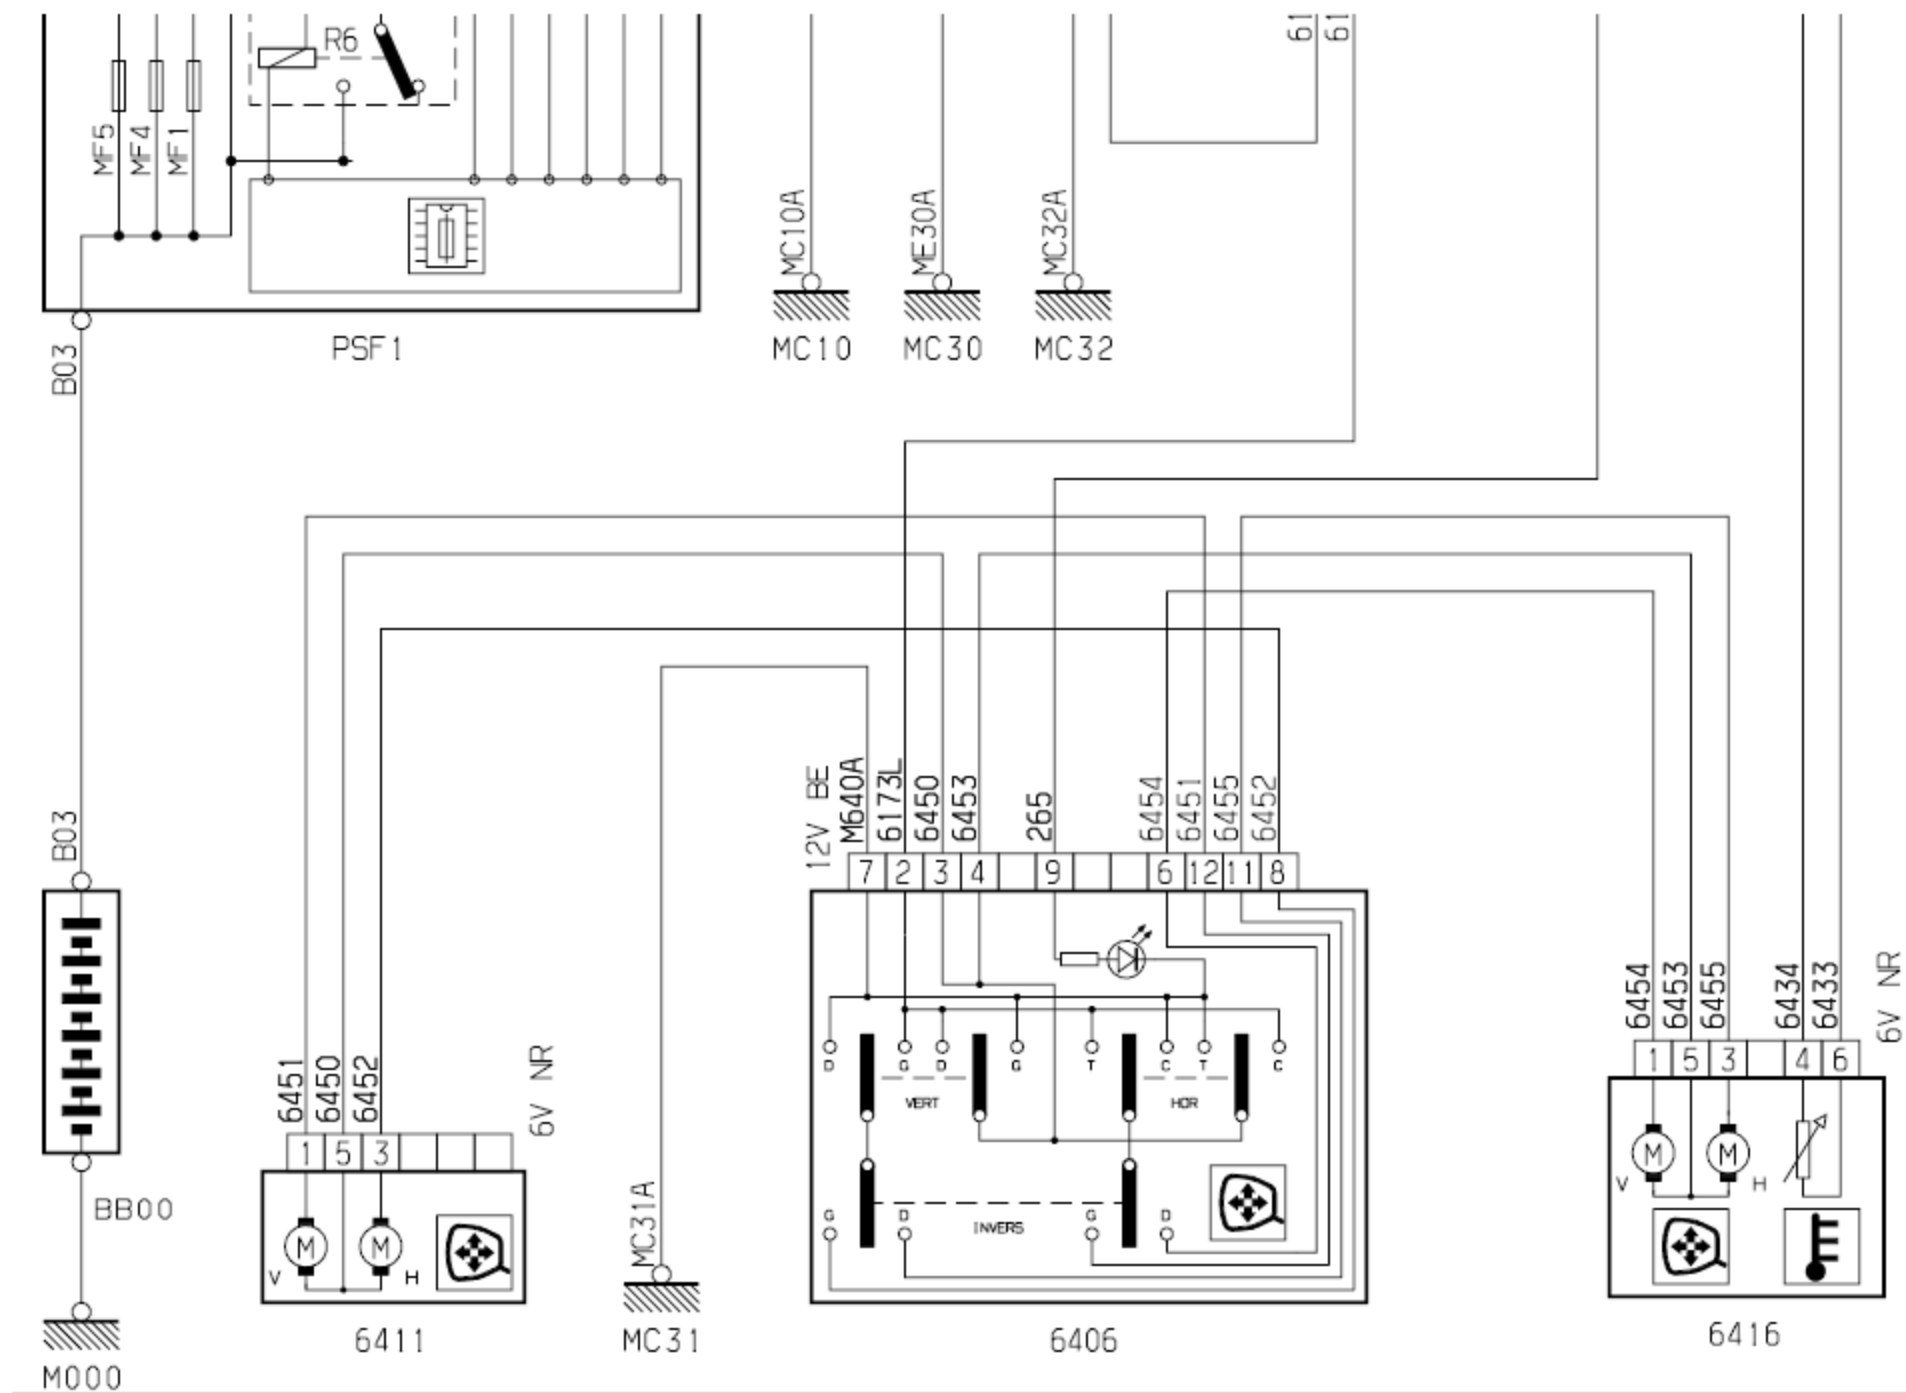 R6
61
61
MF5
MF4
MF1
MC10A
ME30A
MC32A
PSF1
MC10
MC30
MC32
B03
B03
12V BE
M640A
6173L
6450
6453
265
6454
6451
6455
6452
7 2 3 4 9 6 12 11 8
6454
6453
6455
6434
6433
6V NR
1 5 3 4 6
6451
6450
6452
6V NR
1 5 3
D G D G T C T C
VERT
HOR
M M
V H
BB00
MC31A
G D G D
INVERS
M M
V H
6411
MC31
6406
6416
M000